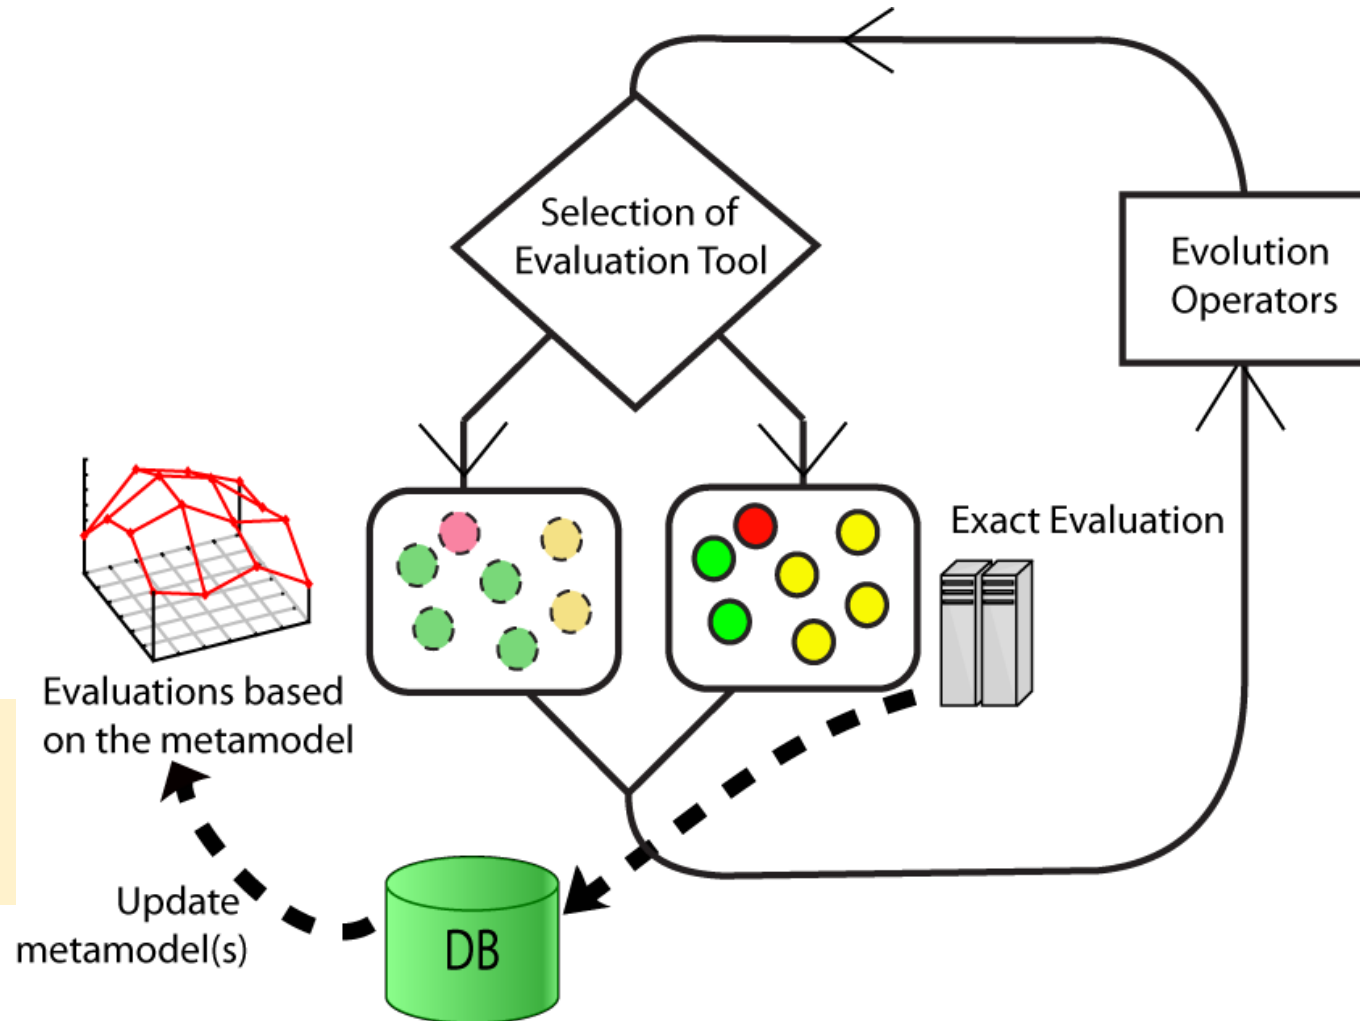 Selection of
Evaluation Tool
Evolution
Operators
Exact Evaluation
Evaluations based
on the metamodel
Update
metamodel(s)
DB